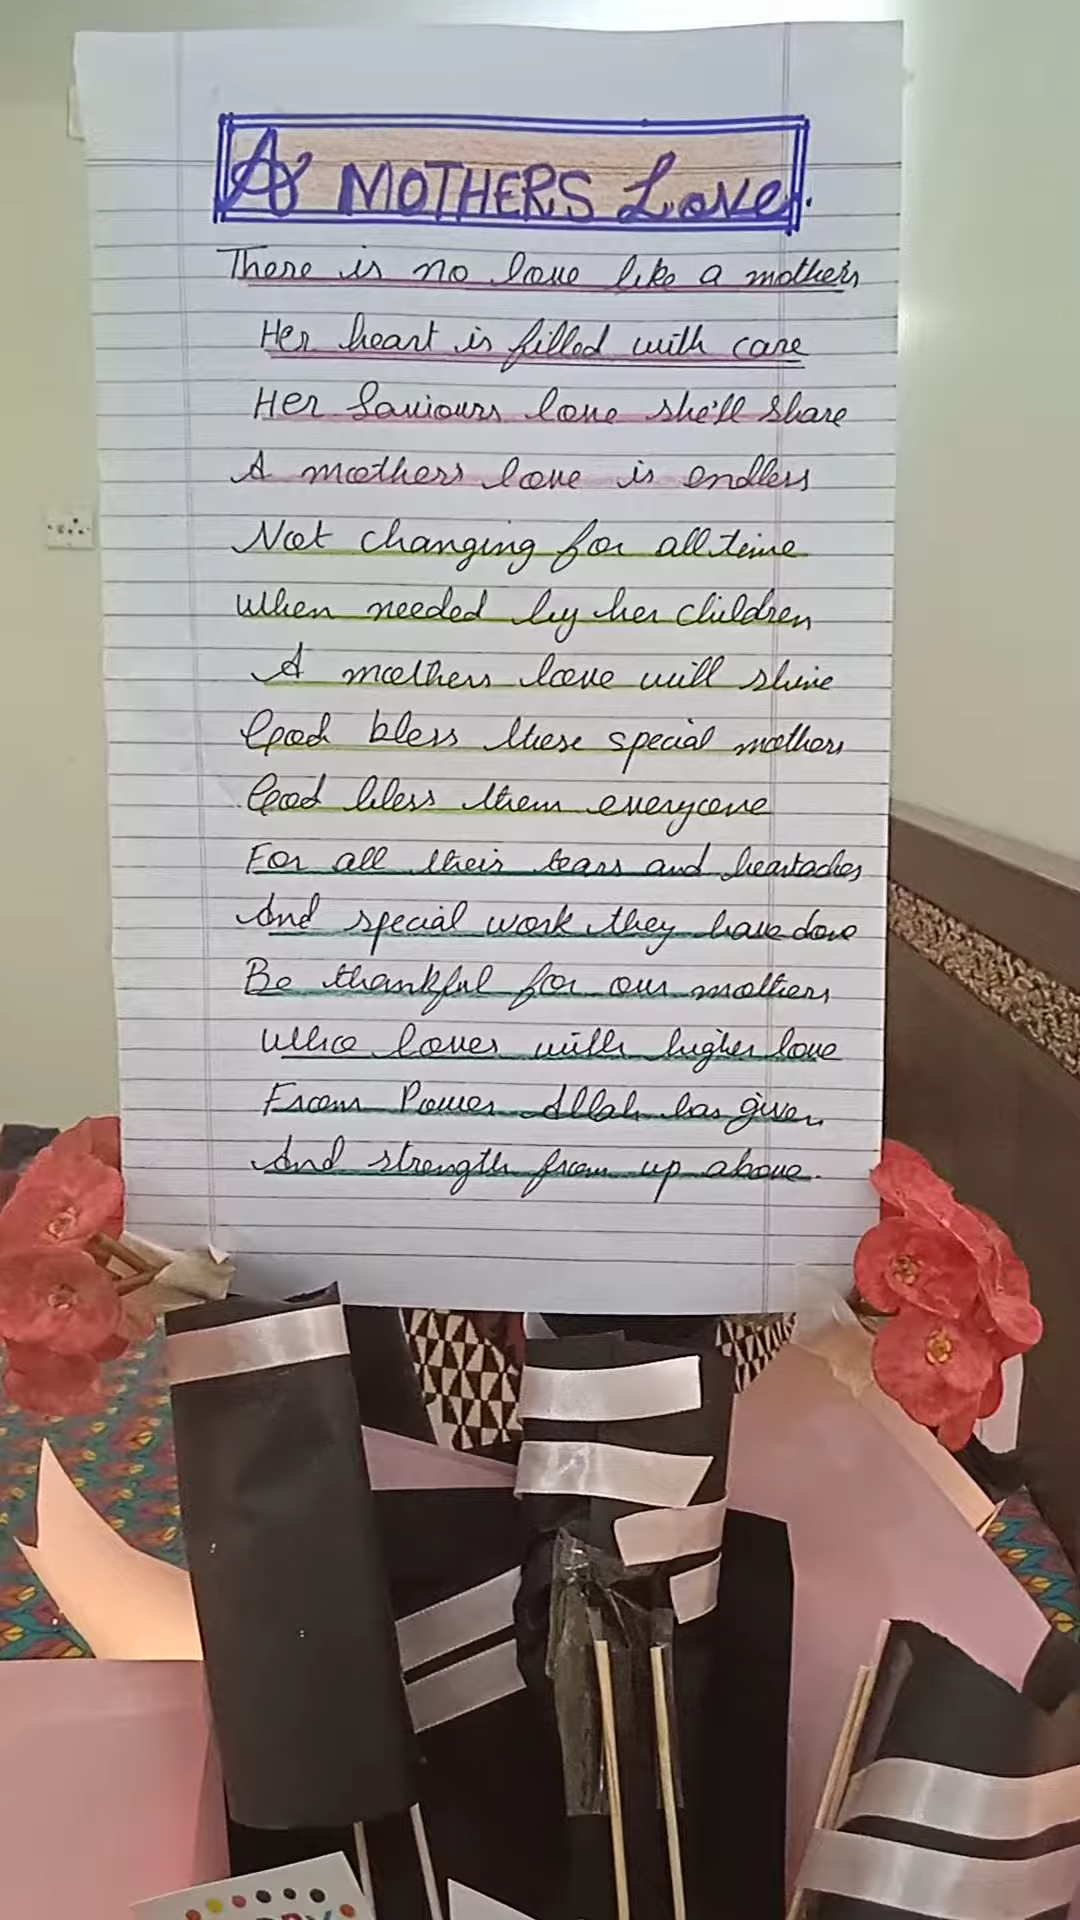 A MOTHERS Love.
There is no love like a mother's
Her heart is filled with care
Her Saviours love she'll share
A mothers love is endless
Not changing for all time
When needed by her children
A mothers love will shine
God bless these special mothers
God bless them everyone
For all their tears and heartaches
And special work they have done
Be thankful for our mothers
Who loves with higher love
From Power Allah has given
And strength from up above.